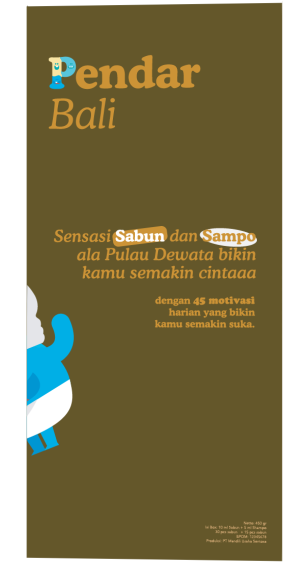 Pendar
Bali
Sensasi Sabun dan Sampo
ala Pulau Dewata bikin
kamu semakin cintaaa
dengan 45 motivasi
harian yang bikin
kamu semakin suka.